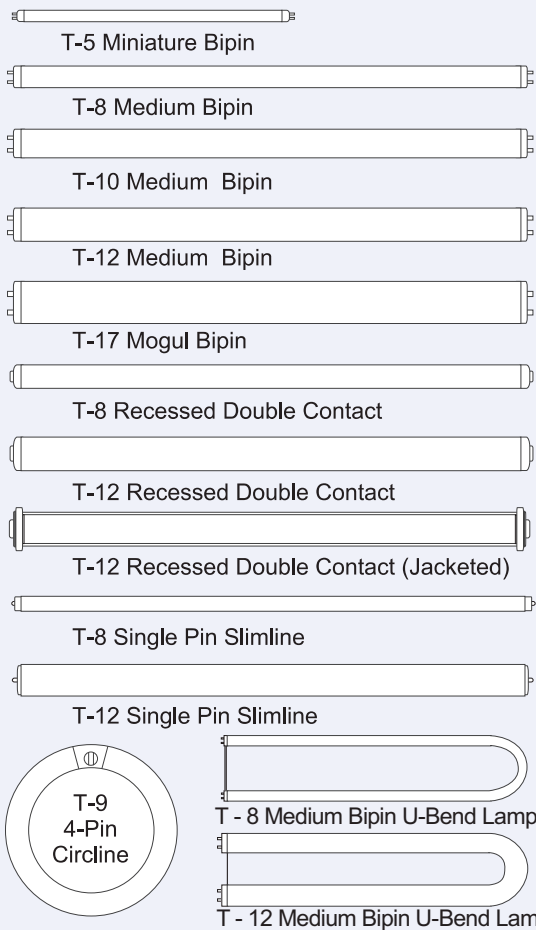 T-5 Miniature Bipin
T-8 Medium Bipin
T-10 Medium Bipin
T-12 Medium Bipin
T-17 Mogul Bipin
T-8 Recessed Double Contact
T-12 Recessed Double Contact
T-12 Recessed Double Contact (Jacketed)
T-8 Single Pin Slimline
T-12 Single Pin Slimline
T-9
4-Pin
Circline
T - 8 Medium Bipin U-Bend Lamp
T - 12 Medium Bipin U-Bend Lam